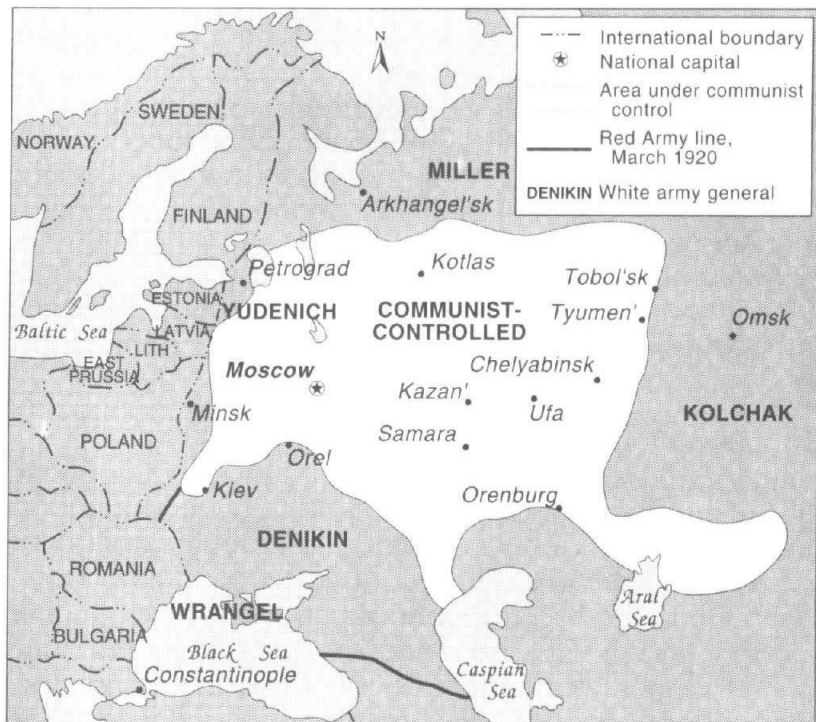 N
International boundary
National capital
Area under communist
control
Red Army line,
March 1920
DENIKIN White army general
SWEDEN
NORWAY
FINLAND
MILLER
Arkhangel'sk
Petrograd
Kotlas
Tobol'sk
ESTONIA
YUDENICH
COMMUNIST-
CONTROLLED
Tyumen'
Omsk
Baltic Sea
LATVIA
LITH
EAST
PRUSSIA
Moscow
Chelyabinsk
Kazan'
Ufa
KOLCHAK
Minsk
POLAND
Samara
Orel
Kiev
Orenburg
DENIKIN
ROMANIA
WRANGEL
Aral
Sea
BULGARIA
Black Sea
Constantinople
Caspian
Sea